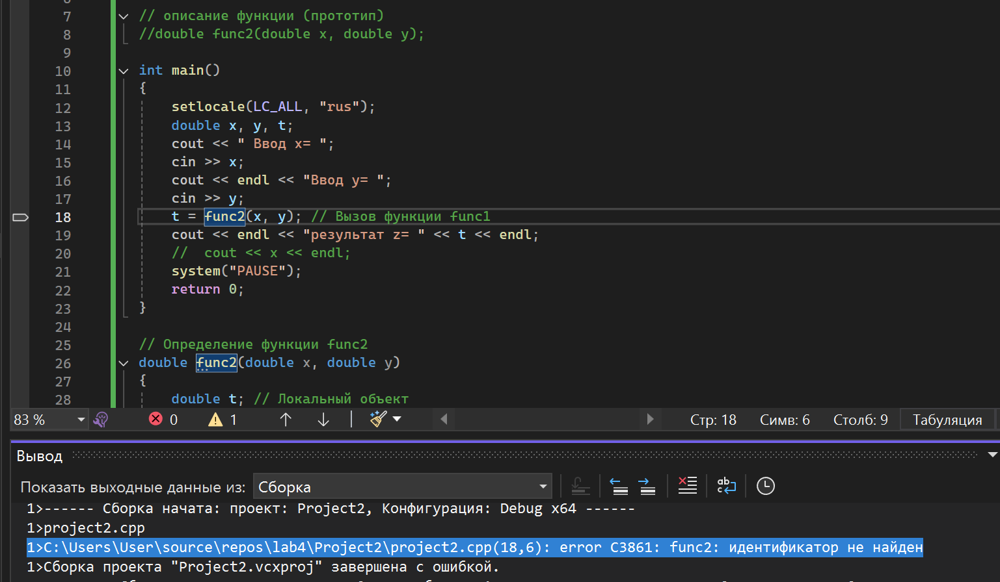 7 // описание функции (прототип)
8 //double func2(double x, double y);
9
10 int main()
11 {
12 setlocale(LC_ALL, "rus");
13 double x, y, t;
14 cout << " Ввод x= ";
15 cin >> x;
16 cout << endl << "Ввод y= ";
17 cin >> y;
18 t = func2(x, y); // Вызов функции func1
19 cout << endl << "результат z= " << t << endl;
20 //  cout << x << endl;
21 system("PAUSE");
22 return 0;
23 }
24
25 // Определение функции func2
26 double func2(double x, double y)
27 {
28 double t; // Локальный объект
83 % 0 1 Стр: 18 Симв: 6 Столб: 9 Табуляция
Вывод
Показать выходные данные из: Сборка
1>------ Сборка начата: проект: Project2, Конфигурация: Debug x64 ------
1>project2.cpp
1>C:\Users\User\source\repos\lab4\Project2\project2.cpp(18,6): error C3861: func2: идентификатор не найден
1>Сборка проекта "Project2.vcxproj" завершена с ошибкой.